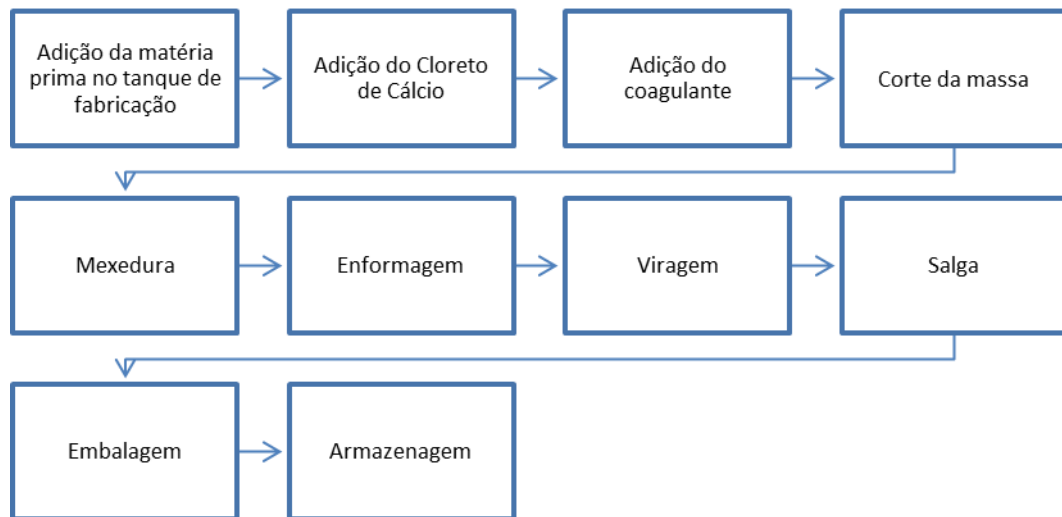 Adição da matéria
prima no tanque de
fabricação
Adição do Cloreto
de Cálcio
Adição do
coagulante
Corte da massa
Mexedura
Enformagem
Viragem
Salga
Embalagem
Armazenagem